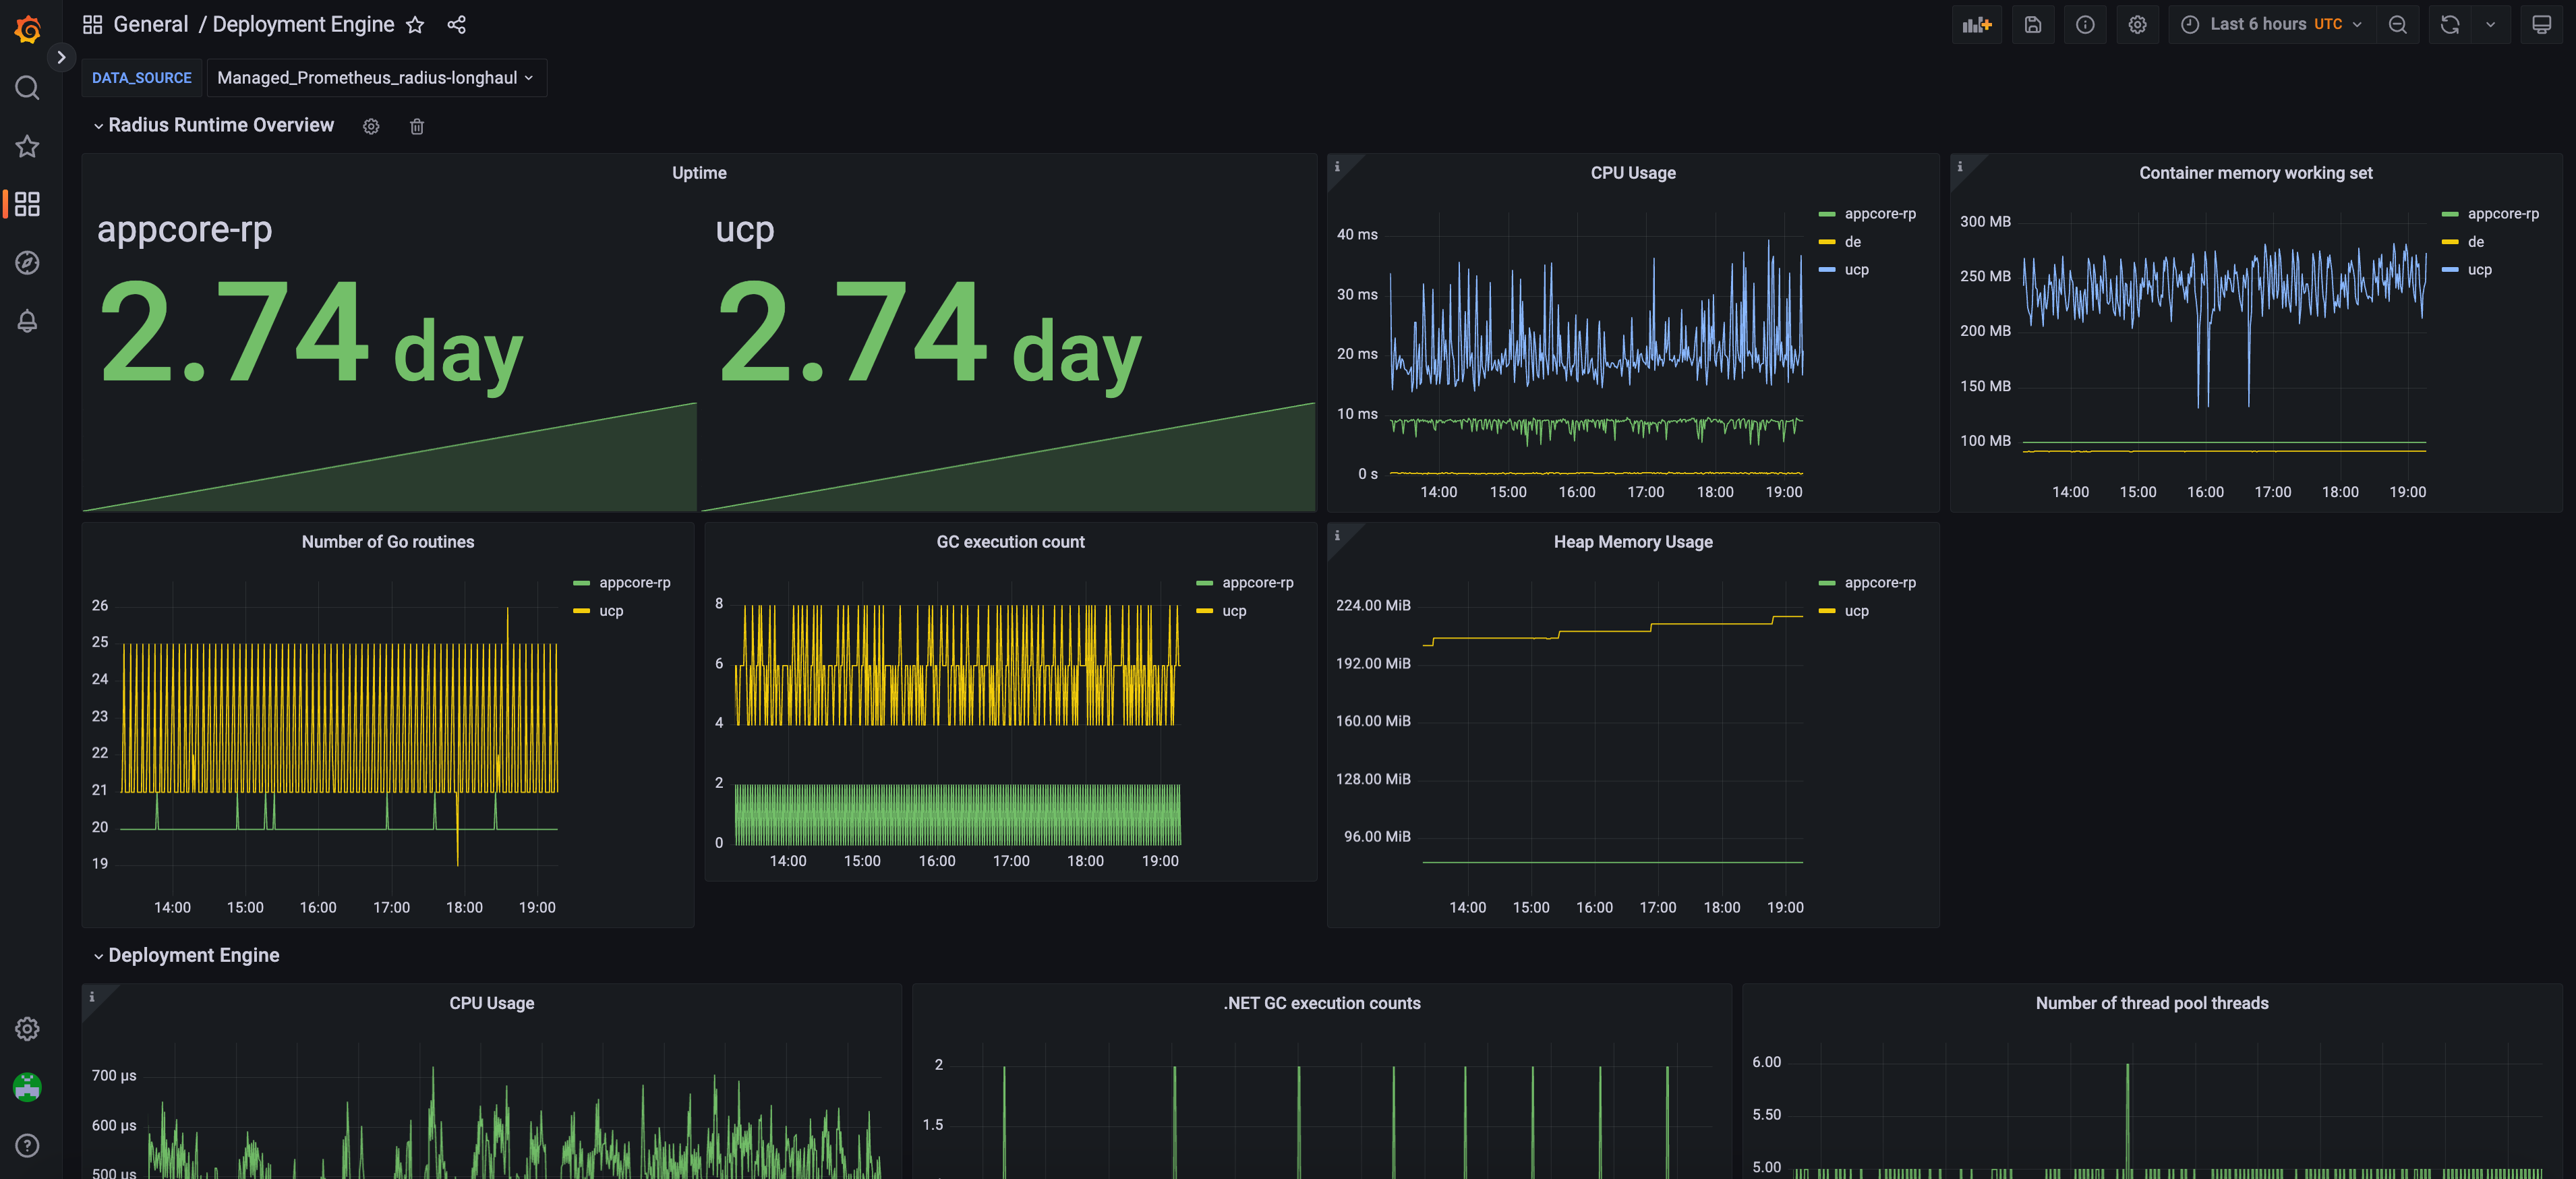 General / Deployment Engine
Last 6 hours UTC
DATA_SOURCE
Managed_Prometheus_radius-longhaul
Radius Runtime Overview
Uptime
appcore-rp
2.74 day
ucp
2.74 day
CPU Usage
40 ms
30 ms
20 ms
10 ms
0 s
14:00 15:00 16:00 17:00 18:00 19:00
appcore-rp
de
ucp
Container memory working set
300 MB
250 MB
200 MB
150 MB
100 MB
14:00 15:00 16:00 17:00 18:00 19:00
appcore-rp
de
ucp
Number of Go routines
26
25
24
23
22
21
20
19
14:00 15:00 16:00 17:00 18:00 19:00
appcore-rp
ucp
GC execution count
8
6
4
2
0
14:00 15:00 16:00 17:00 18:00 19:00
appcore-rp
ucp
Heap Memory Usage
224.00 MiB
192.00 MiB
160.00 MiB
128.00 MiB
96.00 MiB
14:00 15:00 16:00 17:00 18:00 19:00
appcore-rp
ucp
Deployment Engine
CPU Usage
700 µs
600 µs
500 µs
.NET GC execution counts
2
1.5
Number of thread pool threads
6.00
5.50
5.00